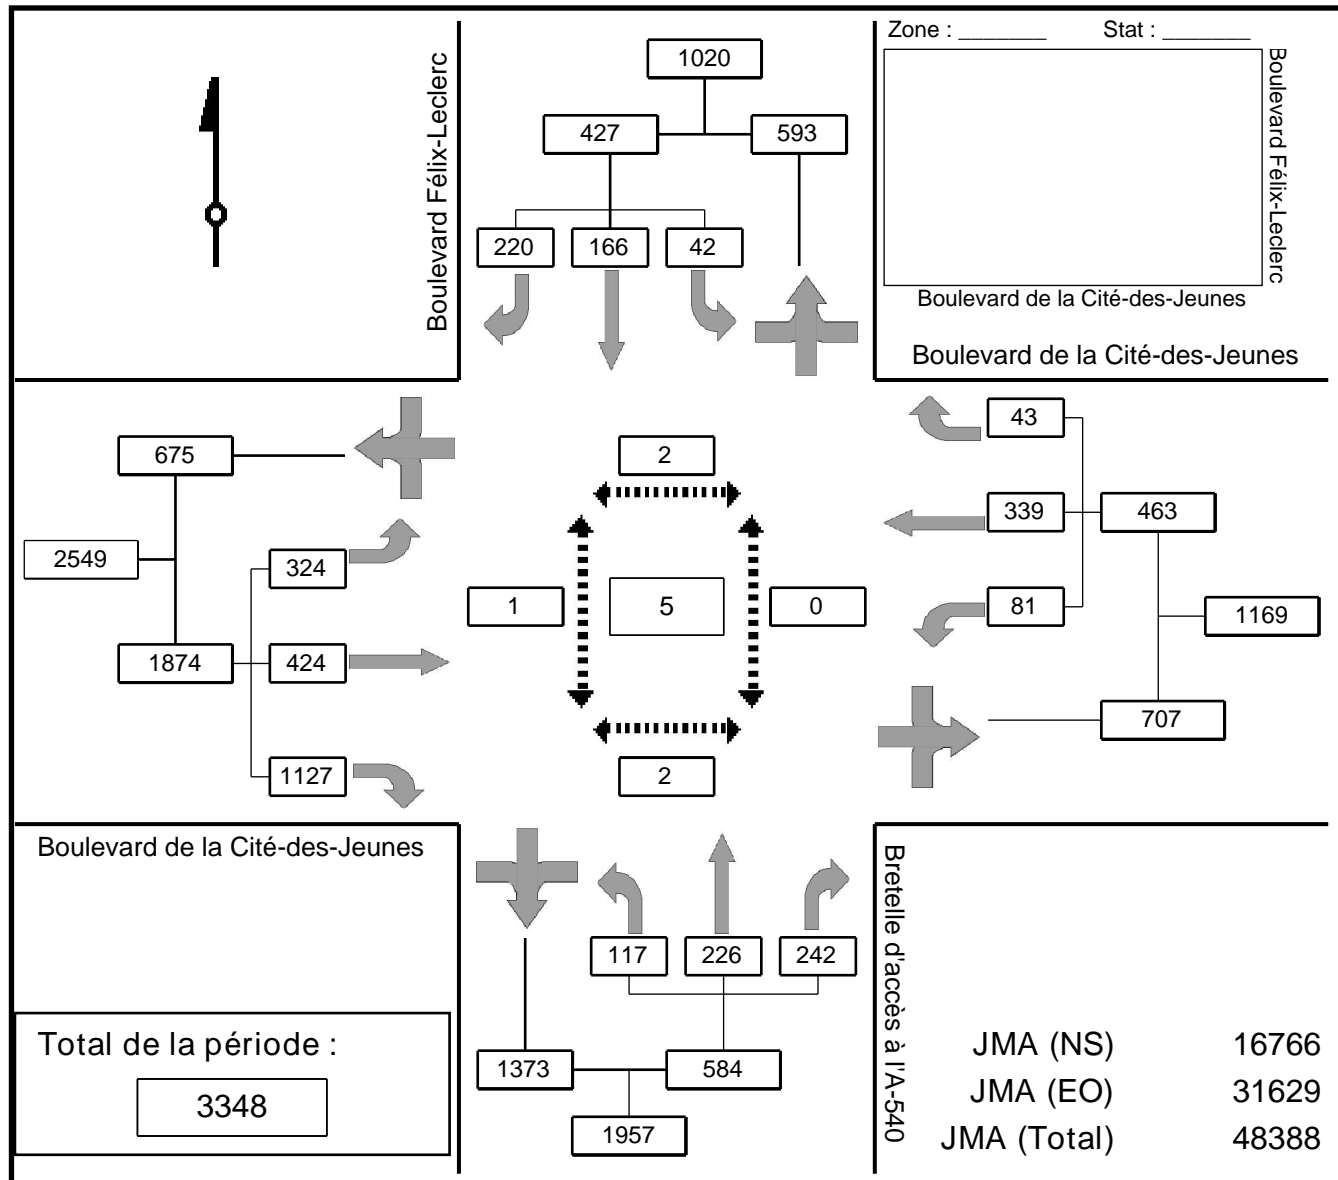 Boulevard Félix-Leclerc
1020
427 593
220 166 42
Zone : _______ Stat : _______
Boulevard Félix-Leclerc
Boulevard de la Cité-des-Jeunes
Boulevard de la Cité-des-Jeunes
675
2549
324
1874 424
1127
2
1 5 0
2
43
339 463
81 1169
707
Boulevard de la Cité-des-Jeunes
Total de la période :
3348
117 226 242
1373 584
1957
Bretelle d'accès à l'A-540
JMA (NS) 16766
JMA (EO) 31629
JMA (Total) 48388